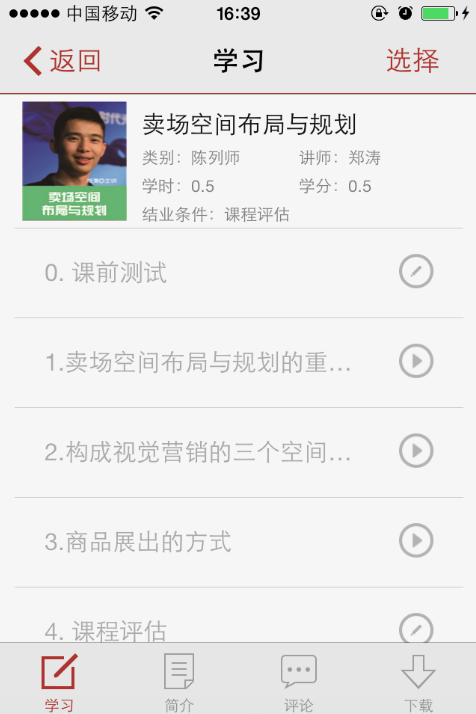 中国移动 16:39
返回 学习 选择
卖场空间布局与规划
类别：陈列师 讲师：郑涛
学时：0.5 学分：0.5
结业条件：课程评估
卖场空间
布局与规划
0. 课前测试
1.卖场空间布局与规划的重…
2.构成视觉营销的三个空间…
3.商品展出的方式
4. 课程评估
学习 简介 评论 下载